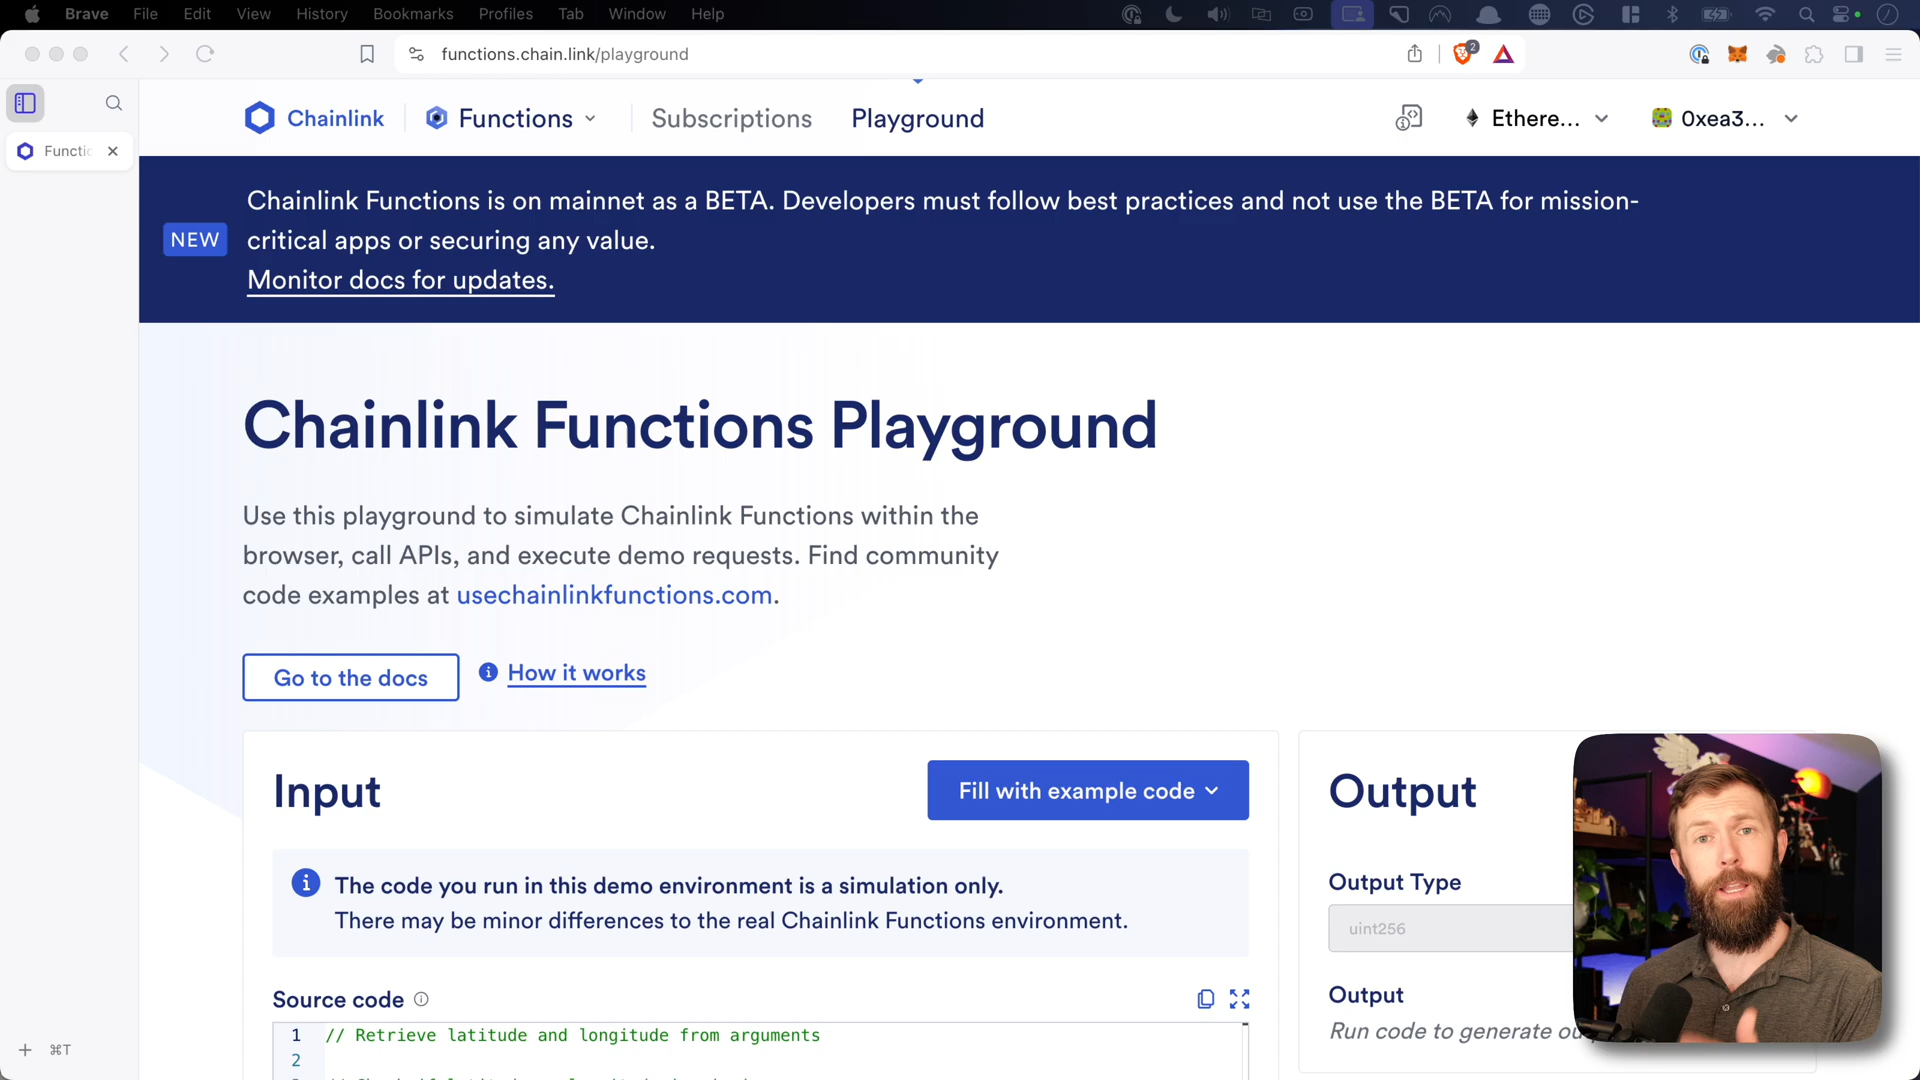 Brave File Edit View History Bookmarks Profiles Tab Window Help
functions.chain.link/playground
2
Functi
Chainlink Functions Subscriptions Playground Ethere... 0xea3...
NEW
Chainlink Functions is on mainnet as a BETA. Developers must follow best practices and not use the BETA for mission-
critical apps or securing any value.
Monitor docs for updates.
Chainlink Functions Playground
Use this playground to simulate Chainlink Functions within the
browser, call APIs, and execute demo requests. Find community
code examples at usechainlinkfunctions.com.
Go to the docs
How it works
Input
Fill with example code
The code you run in this demo environment is a simulation only.
There may be minor differences to the real Chainlink Functions environment.
Source code
1 // Retrieve latitude and longitude from arguments
2
Output
Output Type
uint256
Output
Run code to generate
+ ⌘T